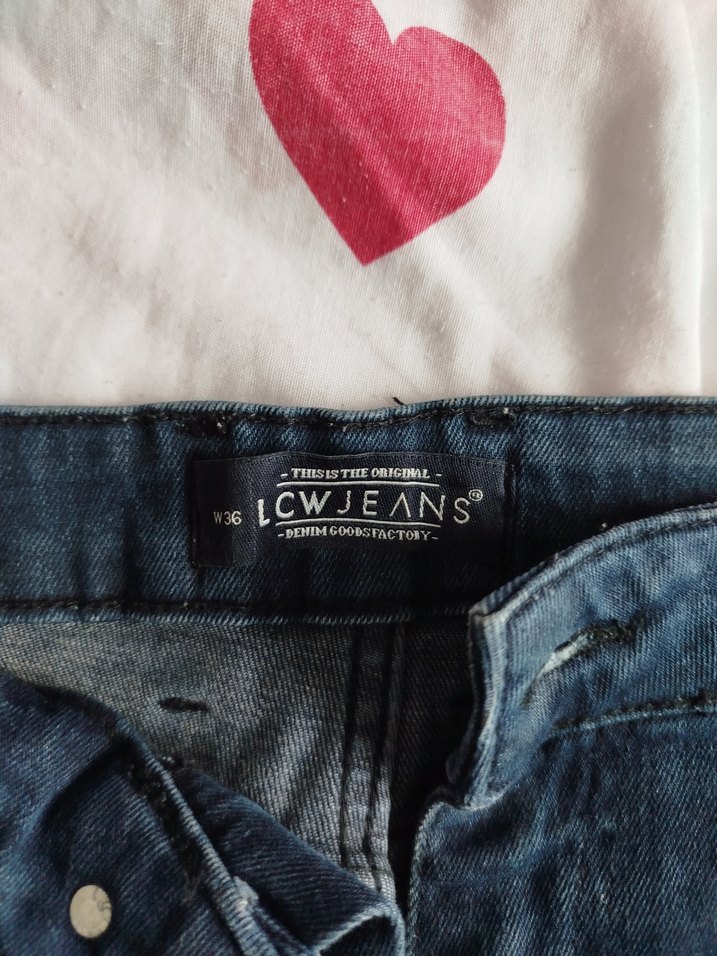 - THIS IS THE ORIGINAL -
W36 LCWJEANS®
- DENIM GOODS FACTORY -